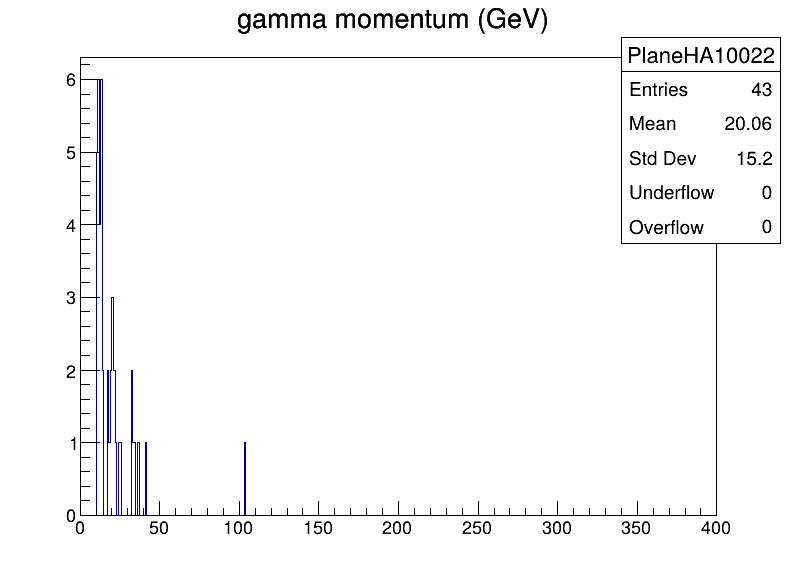 gamma momentum (GeV)
PlaneHA10022
Entries 43
Mean 20.06
Std Dev 15.2
Underflow 0
Overflow 0
6
5
4
3
2
1
0
0 50 100 150 200 250 300 350 400